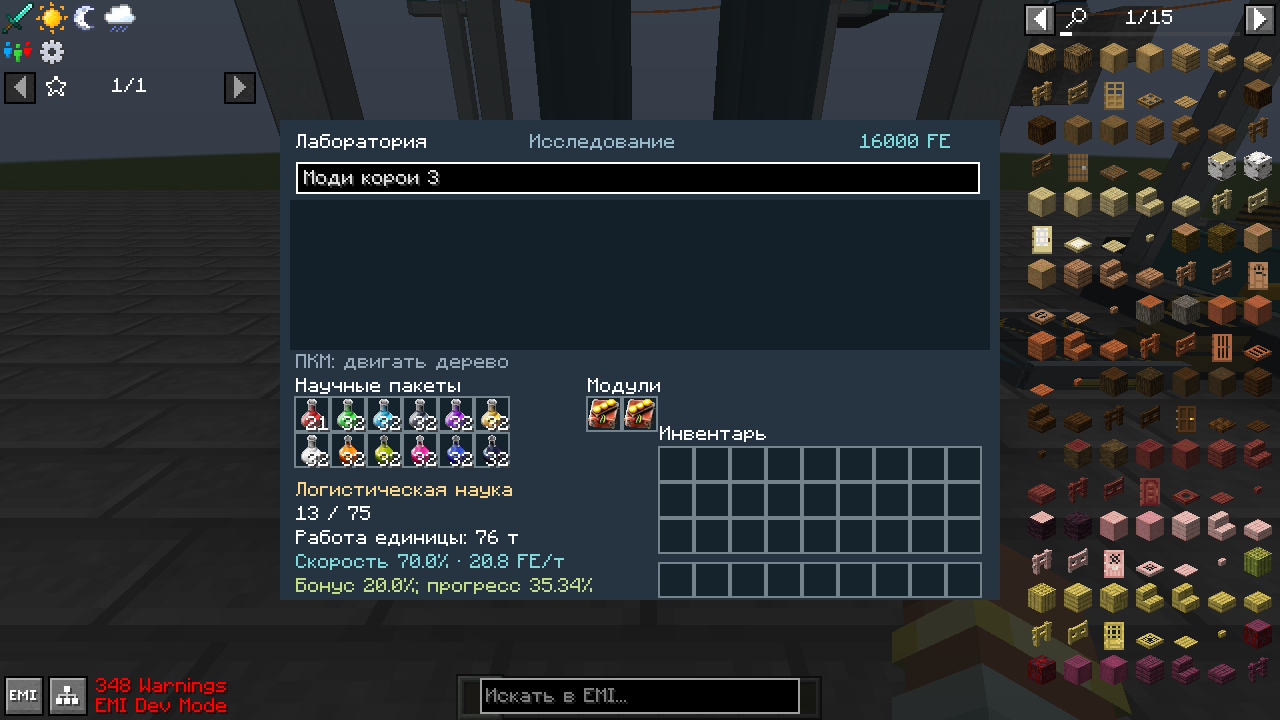 1/15
1/1
Лаборатория
Исследование
16000 FE
Моди корои 3
ПКМ: двигать дерево
Научные пакеты
Модули
21 32 32 32 32 32
Инвентарь
32 32 32 32 32 32
Логистическая наука
13 / 75
Работа единицы: 76 т
Скорость 70.0% · 20.8 FE/т
Бонус 20.0%; прогресс 35.34%
EMI
348 Warnings
EMI Dev Mode
Искать в EMI...